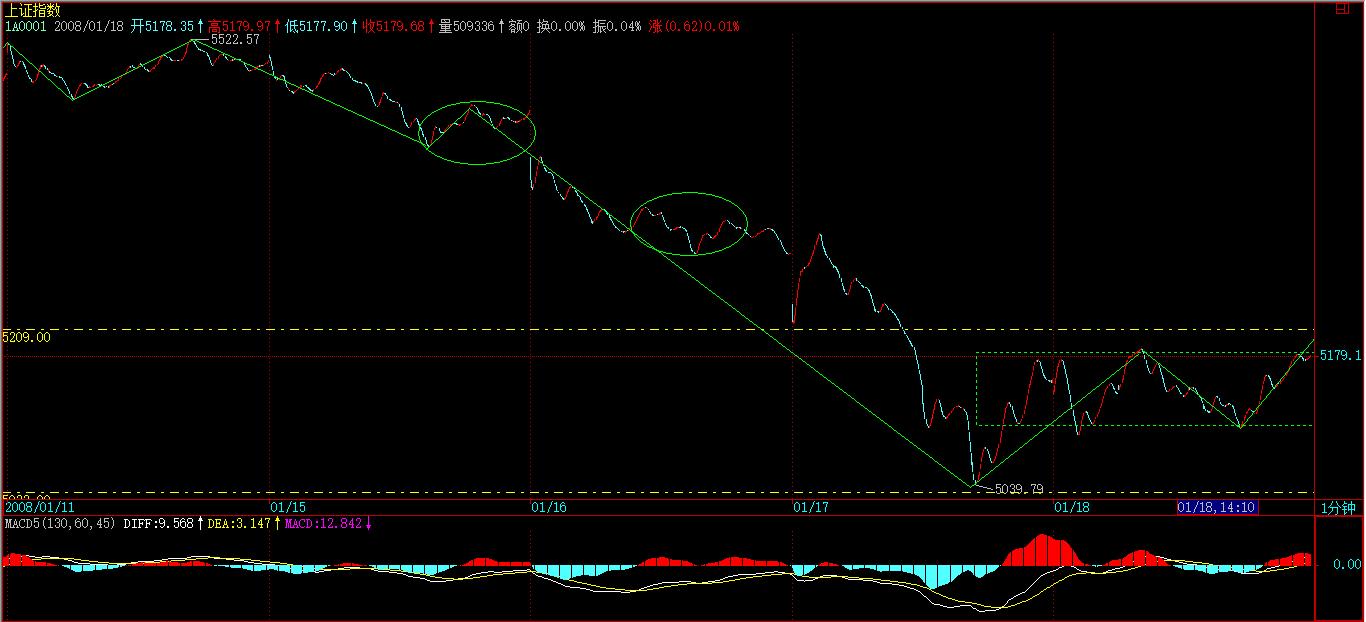 上证指数
1A0001 2008/01/18 开5178.35↑高5179.97↑低5177.90↑收5179.68↑量509336↑额0 换0.00% 振0.04% 涨(0.62)0.01%
5522.57
5209.00
5179.1
5039.79
2008/01/11 01/15 01/16 01/17 01/18 01/18,14:10 1分钟
MACD5(130,60,45) DIFF:9.568↑DEA:3.147↑MACD:12.842↓
0.00